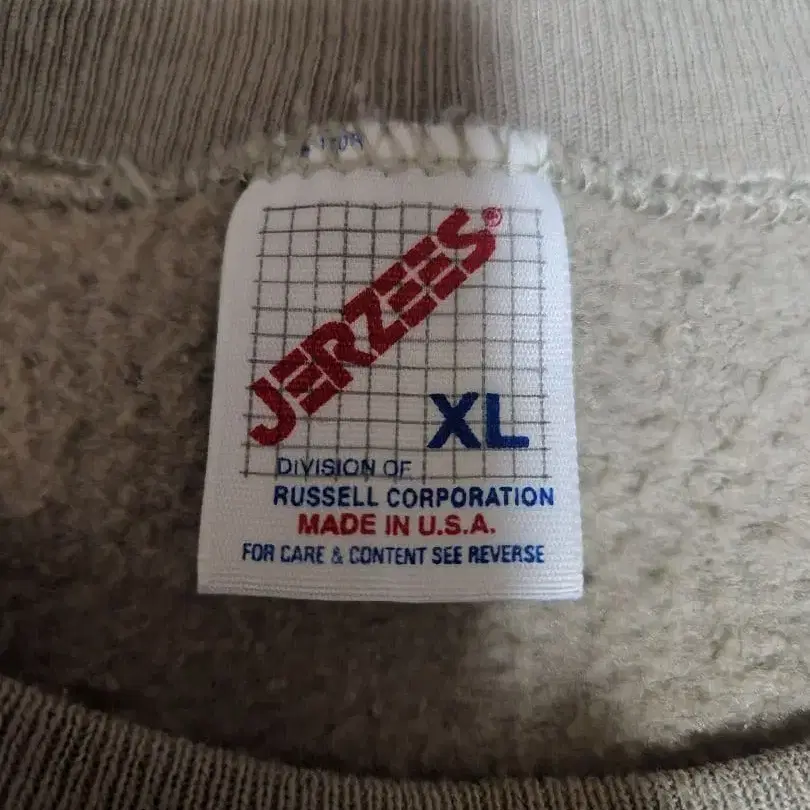 JERZEES®
XL
DIVISION OF
RUSSELL CORPORATION
MADE IN U.S.A.
FOR CARE & CONTENT SEE REVERSE